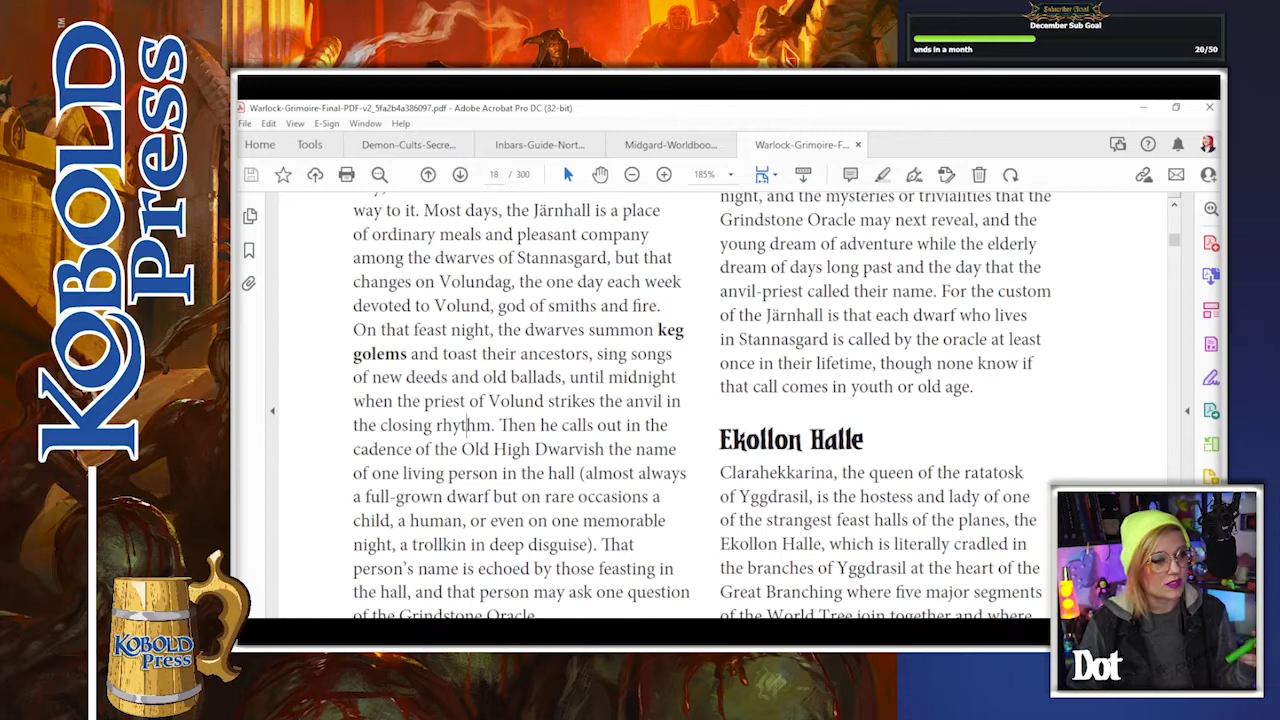 KOBOLD
Press
™
Subscriber Goal
December Sub Goal
ends in a month
20/50
Warlock-Grimoire-Final-PDF-v2_5fa2b4a386097.pdf - Adobe Acrobat Pro DC (32-bit)
File Edit View E-Sign Window Help
Home Tools Demon-Cults-Secre... Inbars-Guide-Nort... Midgard-Worldboo... Warlock-Grimoire-F...
18 / 300 185%
way to it. Most days, the Järnhall is a place
of ordinary meals and pleasant company
among the dwarves of Stannasgard, but that
changes on Volundag, the one day each week
devoted to Volund, god of smiths and fire.
On that feast night, the dwarves summon keg
golems and toast their ancestors, sing songs
of new deeds and old ballads, until midnight
when the priest of Volund strikes the anvil in
the closing rhythm. Then he calls out in the
cadence of the Old High Dwarvish the name
of one living person in the hall (almost always
a full-grown dwarf but on rare occasions a
child, a human, or even on one memorable
night, a trollkin in deep disguise). That
person's name is echoed by those feasting in
the hall, and that person may ask one question
of the Grindstone Oracle
night, and the mysteries or trivialities that the
Grindstone Oracle may next reveal, and the
young dream of adventure while the elderly
dream of days long past and the day that the
anvil-priest called their name. For the custom
of the Järnhall is that each dwarf who lives
in Stannasgard is called by the oracle at least
once in their lifetime, though none know if
that call comes in youth or old age.
Ekollon Halle
Clarahekkarina, the queen of the ratatosk
of Yggdrasil, is the hostess and lady of one
of the strangest feast halls of the planes, the
Ekollon Halle, which is literally cradled in
the branches of Yggdrasil at the heart of the
Great Branching where five major segments
of the World Tree join together and where
KOBOLD
Press
Dot